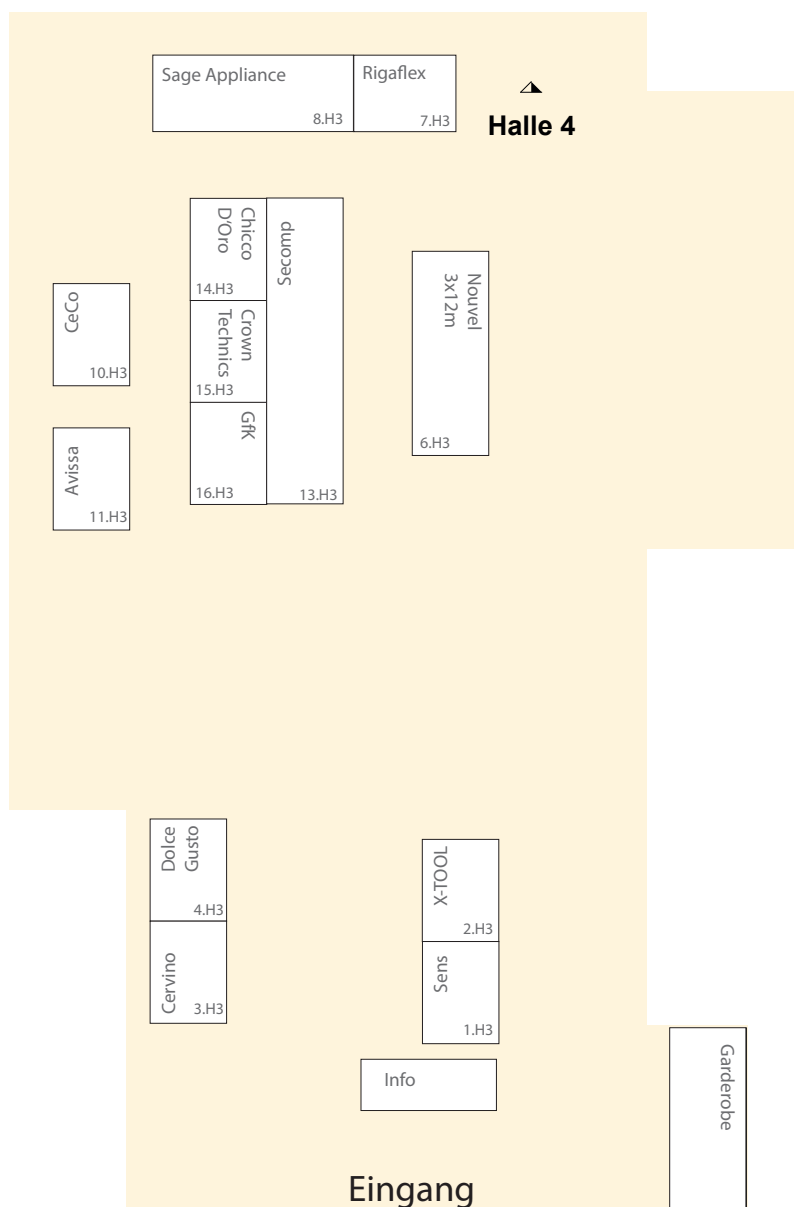 Sage Appliance
8.H3
Rigaflex
7.H3
Halle 4
Chicco
D'Oro
14.H3
Secomp
13.H3
Crown
Technics
15.H3
GfK
16.H3
Nouvel
3x12m
6.H3
CeCo
10.H3
Avissa
11.H3
Dolce
Gusto
4.H3
Cervino
3.H3
X-TOOL
2.H3
Sens
1.H3
Info
Garderobe
Eingang